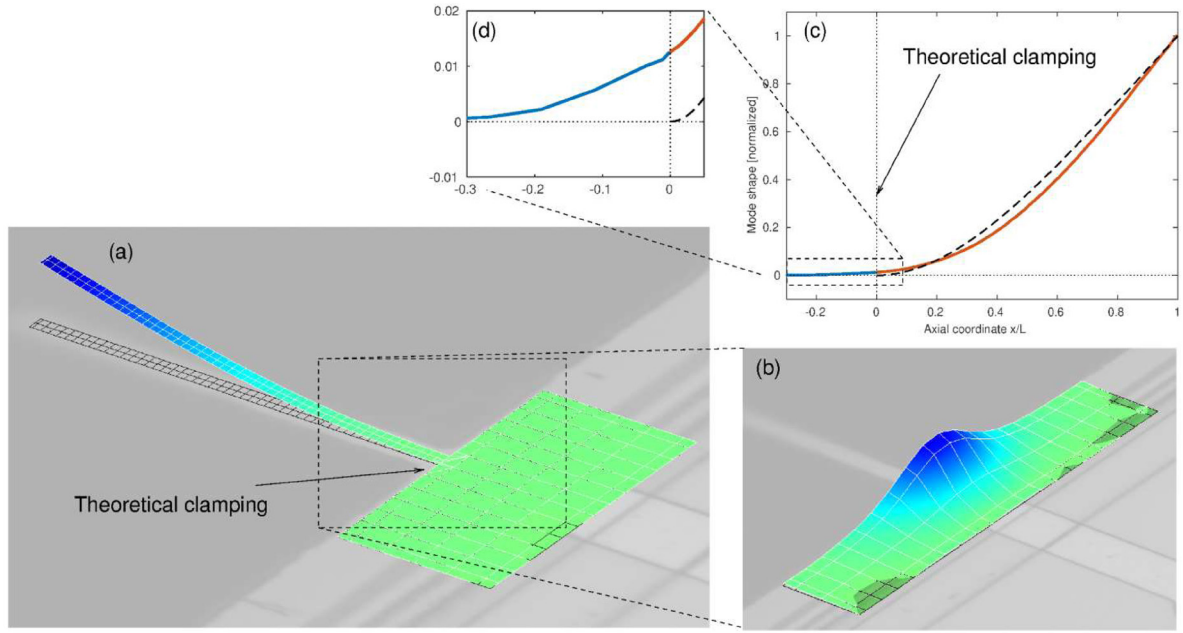 (d)
0.02
0.01
0
-0.01
-0.3
-0.2
-0.1
0
(c)
Theoretical clamping
1
0.8
0.6
0.4
0.2
0
Mode shape [normalized]
-0.2
0
0.2
0.4
0.6
0.8
1
Axial coordinate x/L
(a)
Theoretical clamping
(b)